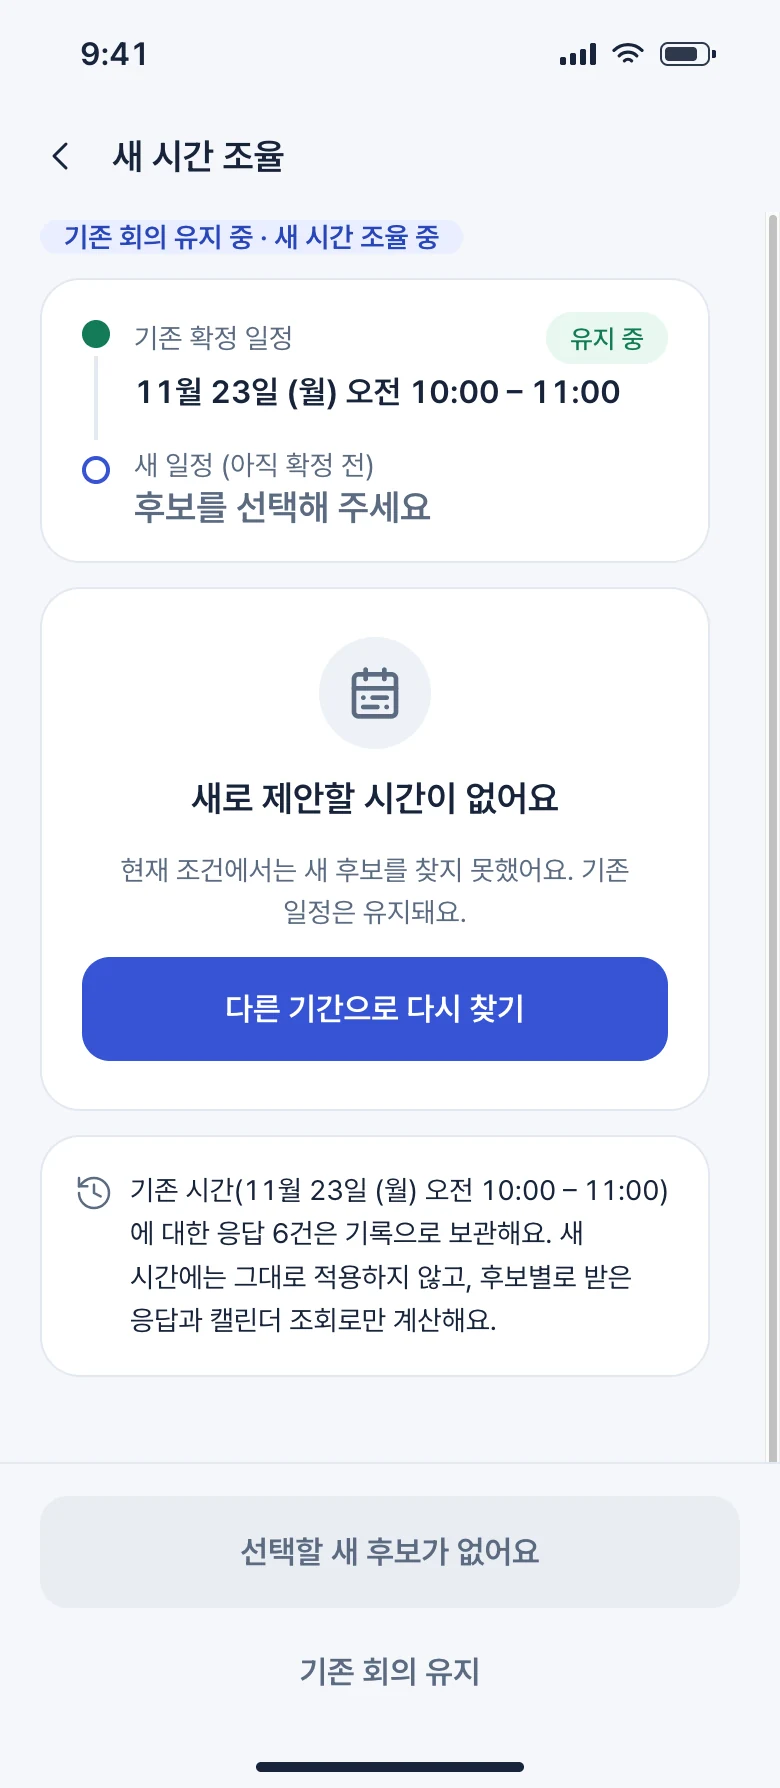 9:41
새 시간 조율
기존 회의 유지 중 · 새 시간 조율 중
기존 확정 일정
유지 중
11월 23일 (월) 오전 10:00 – 11:00
새 일정 (아직 확정 전)
후보를 선택해 주세요
새로 제안할 시간이 없어요
현재 조건에서는 새 후보를 찾지 못했어요. 기존
일정은 유지돼요.
다른 기간으로 다시 찾기
기존 시간(11월 23일 (월) 오전 10:00 – 11:00)
에 대한 응답 6건은 기록으로 보관해요. 새
시간에는 그대로 적용하지 않고, 후보별로 받은
응답과 캘린더 조회로만 계산해요.
선택할 새 후보가 없어요
기존 회의 유지